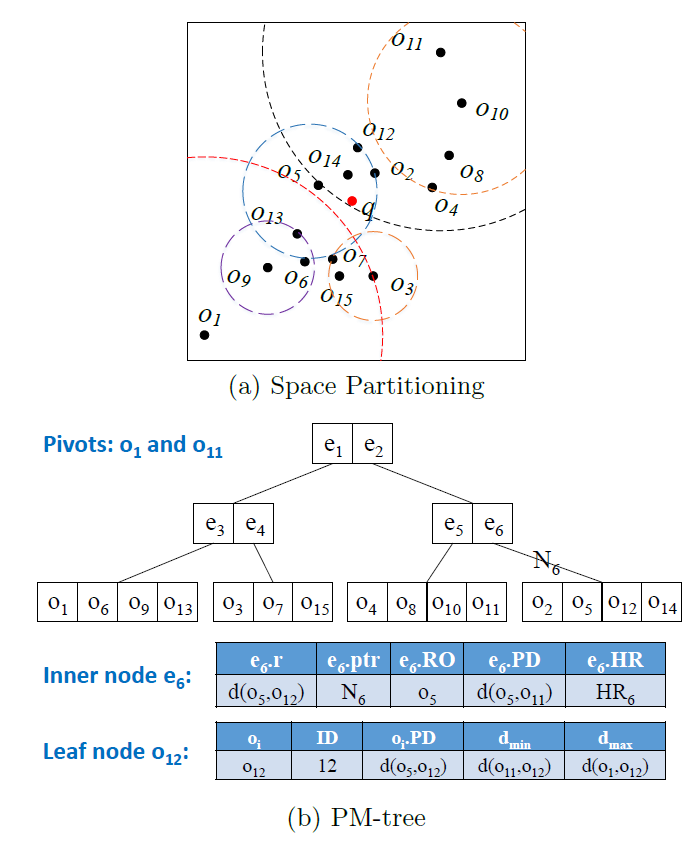 o11
o10
o12
o14
o2
o8
o5
q
o4
o13
o7
o9
o6
o15
o3
o1
(a) Space Partitioning
Pivots: o1 and o11
e1 e2
e3 e4 e5 e6
N6
o1 o6 o9 o13 o3 o7 o15 o4 o8 o10 o11 o2 o5 o12 o14
e6.r e6.ptr e6.RO e6.PD e6.HR
Inner node e6: d(o5,o12) N6 o5 d(o5,o11) HR6
oi ID oi.PD dmin dmax
Leaf node o12: o12 12 d(o5,o12) d(o11,o12) d(o1,o12)
(b) PM-tree